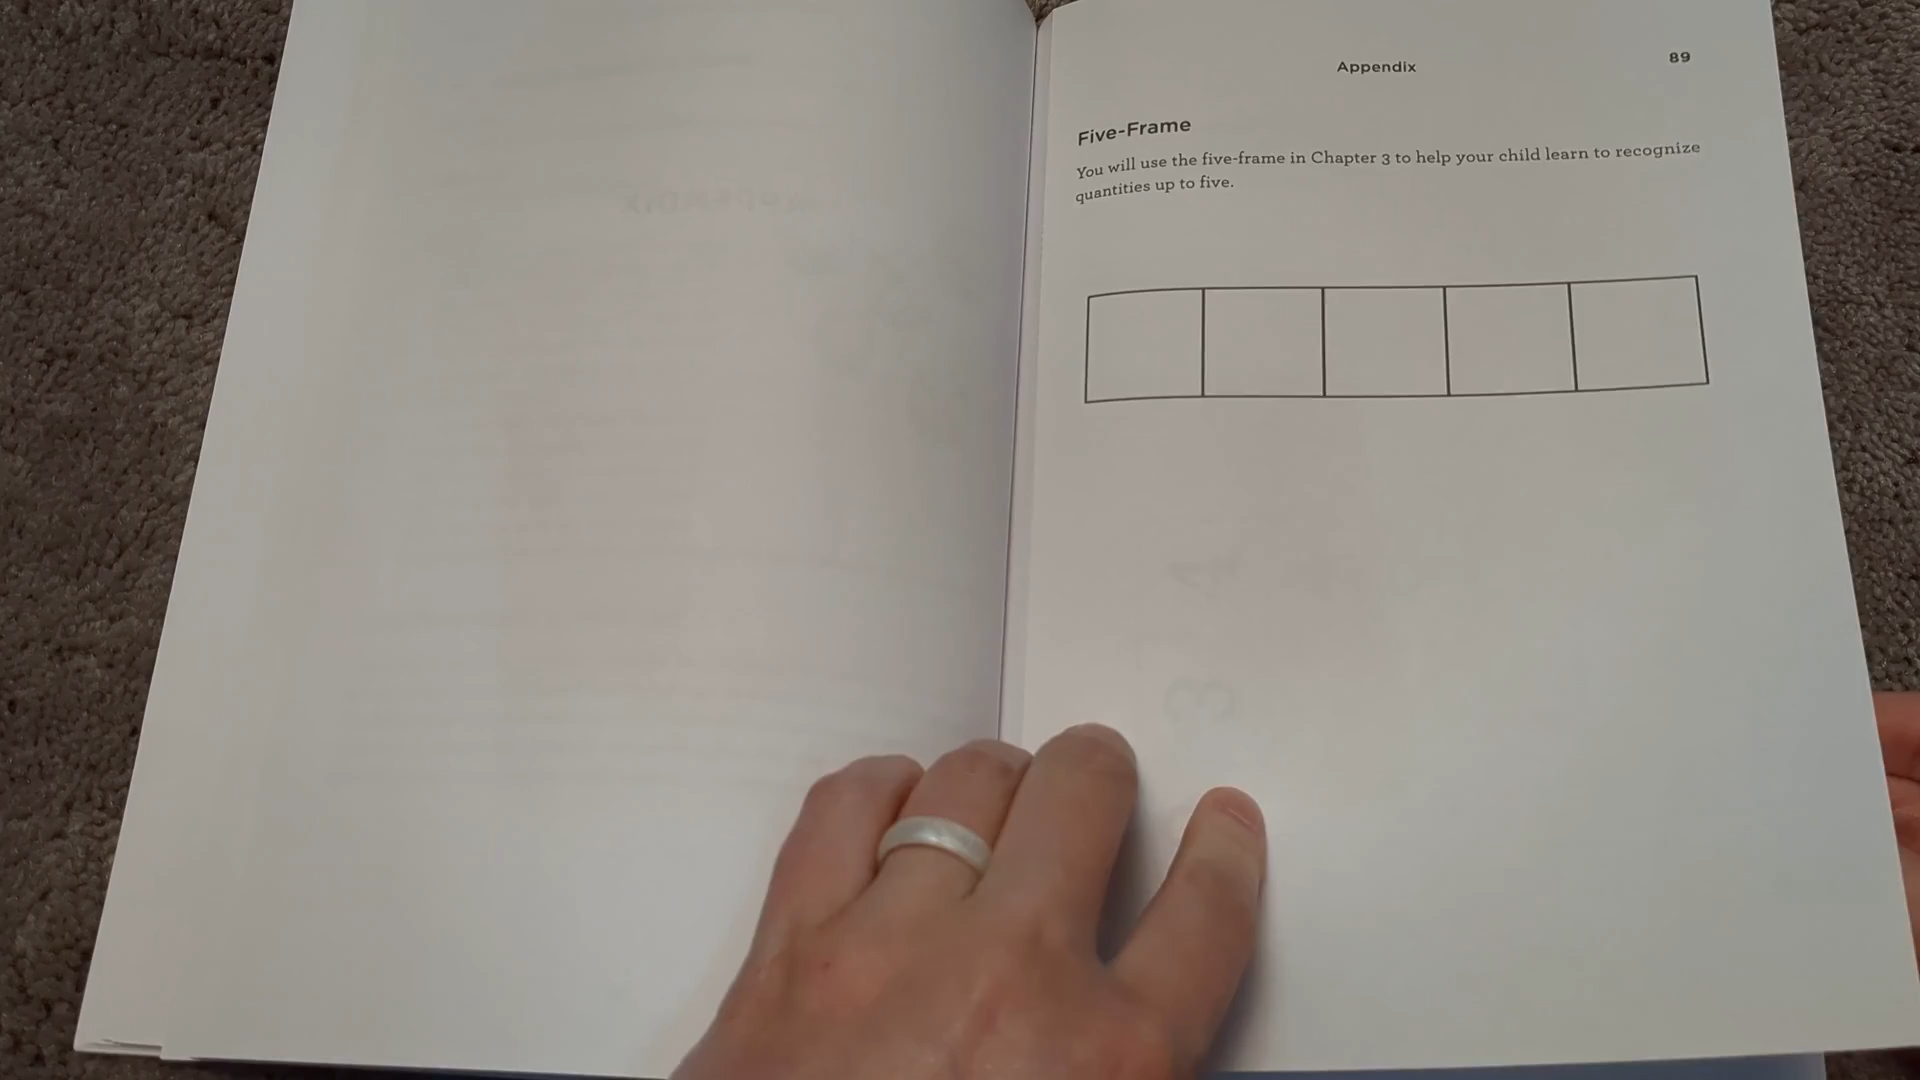 Appendix
89
Five-Frame
You will use the five-frame in Chapter 3 to help your child learn to recognize
quantities up to five.